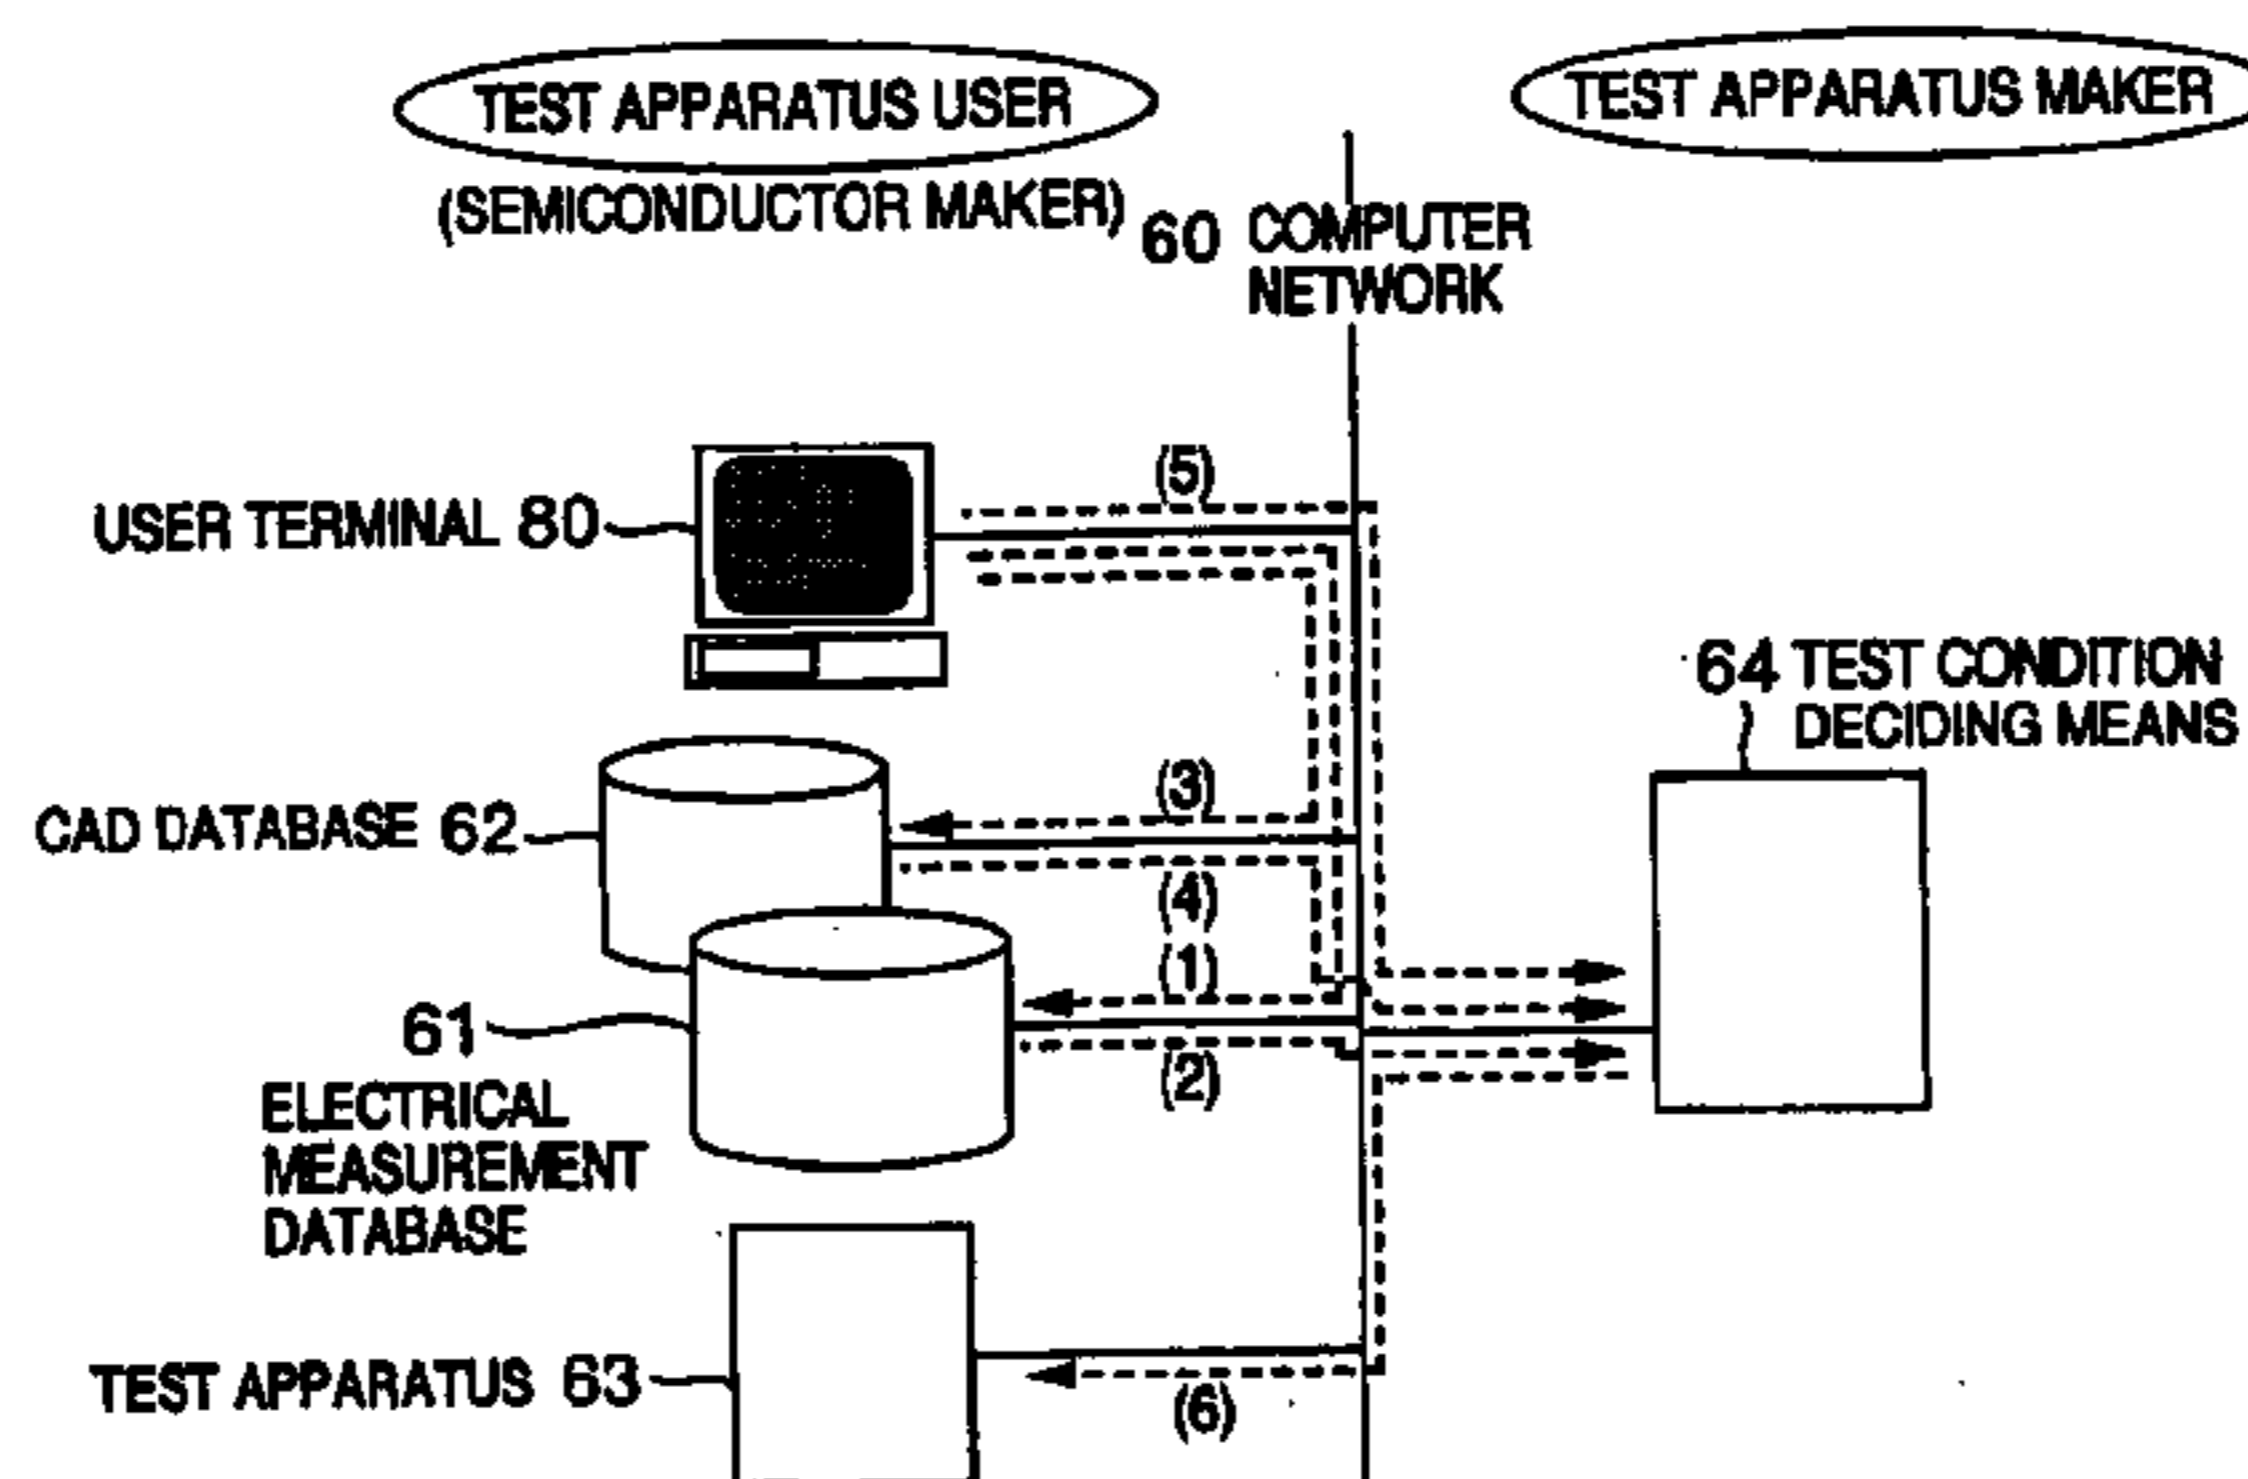 TEST APPARATUS USER
(SEMICONDUCTOR MAKER)
TEST APPARATUS MAKER
60 COMPUTER
NETWORK
USER TERMINAL 80
(5)
64 TEST CONDITION
DECIDING MEANS
CAD DATABASE 62
(3)
(4)
(1)
61
ELECTRICAL
MEASUREMENT
DATABASE
(2)
TEST APPARATUS 63
(6)